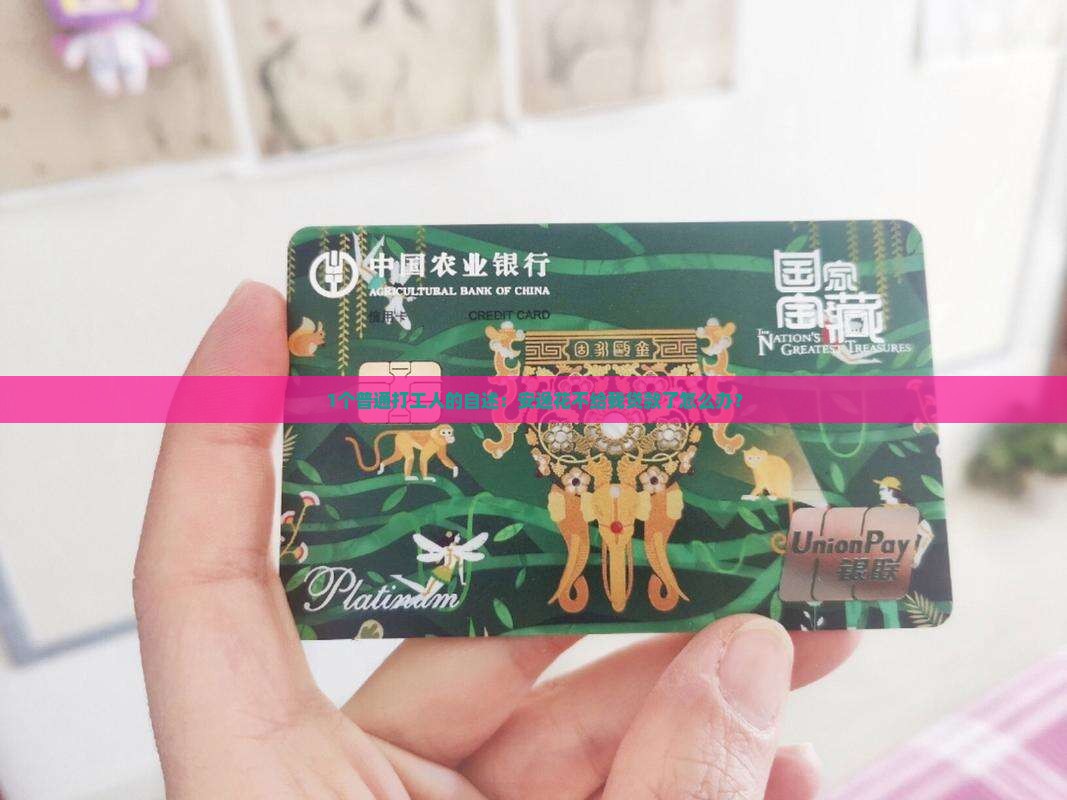 中国农业银行
AGRICULTURAL BANK OF CHINA
信用卡 CREDIT CARD
国家宝藏
THE NATION'S GREATEST TREASURES
1个普通打工人的自述：安逸花不给我贷款了怎么办？
UnionPay
银联
Platinum